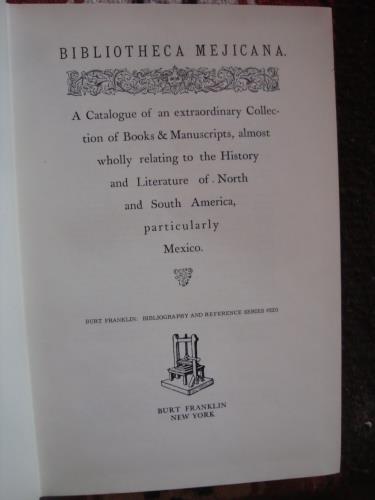 BIBLIOTHECA MEJICANA.
A Catalogue of an extraordinary Collec-
tion of Books & Manuscripts, almost
wholly relating to the History
and Literature of North
and South America,
particularly
Mexico.
BURT FRANKLIN: BIBLIOGRAPHY AND REFERENCE SERIES
BURT FRANKLIN
NEW YORK